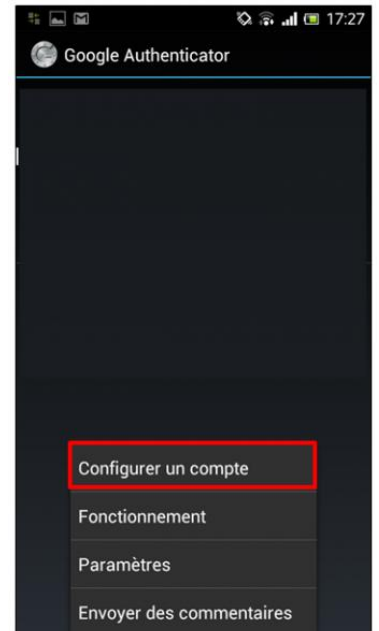 17:27
Google Authenticator
Configurer un compte
Fonctionnement
Paramètres
Envoyer des commentaires